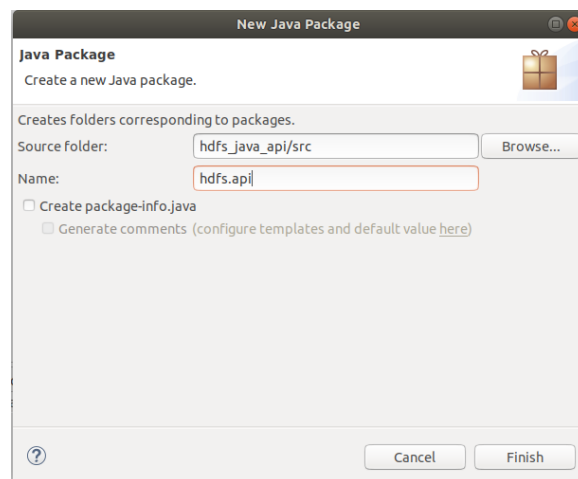 New Java Package
Java Package
Create a new Java package.
Creates folders corresponding to packages.
Source folder: hdfs_java_api/src Browse...
Name: hdfs.api
Create package-info.java
Generate comments (configure templates and default value here)
? Cancel Finish